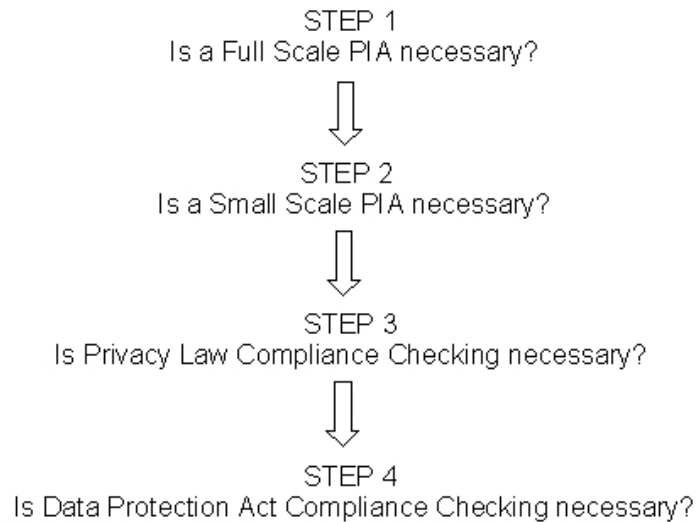 STEP 1
Is a Full Scale PIA necessary?
STEP 2
Is a Small Scale PIA necessary?
STEP 3
Is Privacy Law Compliance Checking necessary?
STEP 4
Is Data Protection Act Compliance Checking necessary?